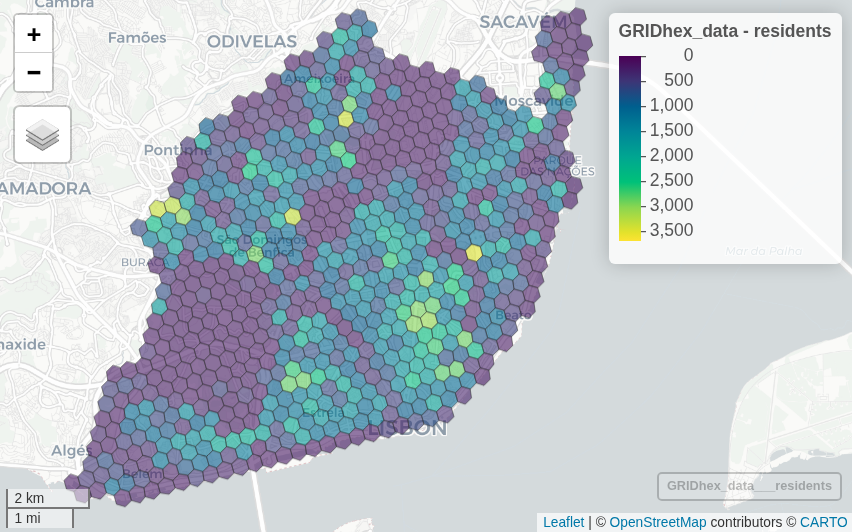 Cambra
SACAVÉM
GRIDhex_data - residents
+
−
Famões
ODIVELAS
0
500
1,000
1,500
2,000
2,500
3,000
3,500
Ameixoeira
Moscavide
Pontinha
PARQUE
DAS NAÇÕES
AMADORA
São Domingos
de Benfica
BURACA
Mar da Palha
Beato
naxide
Estrela
LISBON
Algés
Belém
GRIDhex_data___residents
2 km
1 mi
Leaflet | © OpenStreetMap contributors © CARTO